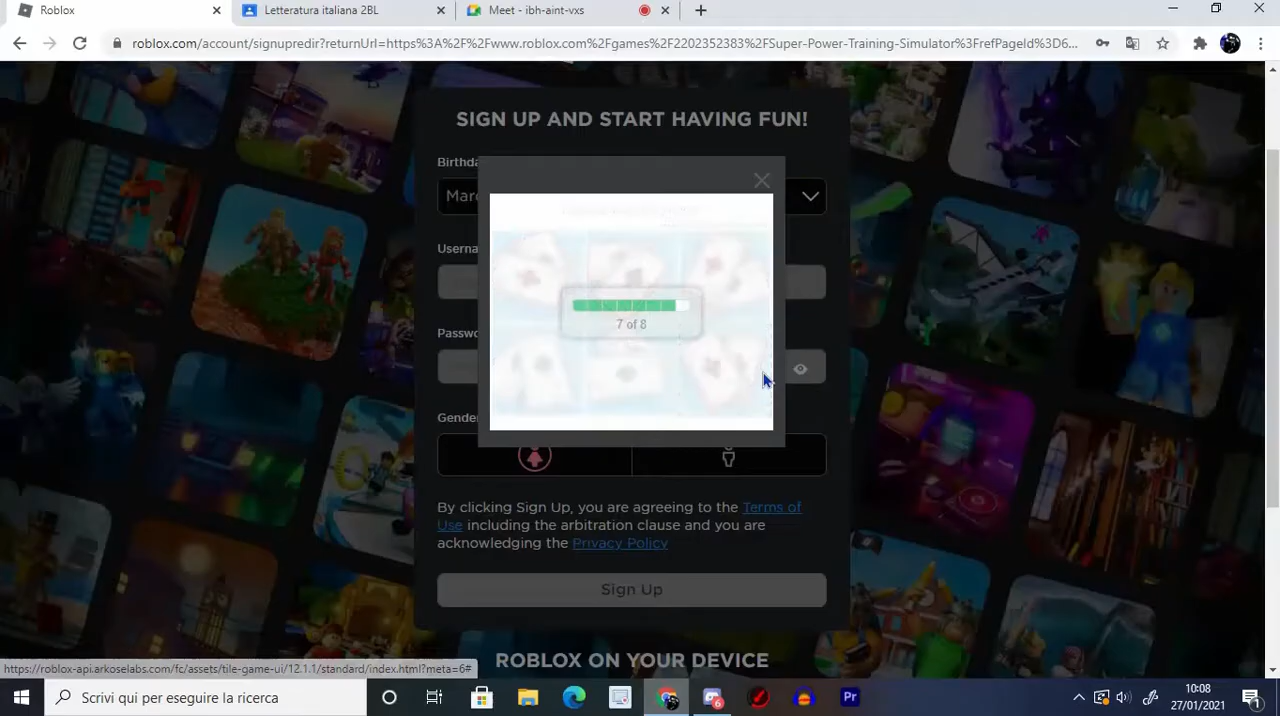 Roblox
Letteratura italiana 2BL
Meet - ibh-aint-vxs
roblox.com/account/signupredir?returnUrl=https%3A%2F%2Fwww.roblox.com%2Fgames%2F2202352383%2FSuper-Power-Training-Simulator%3FrefPageId%3D6...
SIGN UP AND START HAVING FUN!
Birthda
Marc
Userna
Passwo
7 of 8
Gende
By clicking Sign Up, you are agreeing to the Terms of
Use including the arbitration clause and you are
acknowledging the Privacy Policy
Sign Up
ROBLOX ON YOUR DEVICE
https://roblox-api.arkoselabs.com/fc/assets/tile-game-ui/12.1.1/standard/index.html?meta=6#
Scrivi qui per eseguire la ricerca
6
Pr
10:08
27/01/2021
1